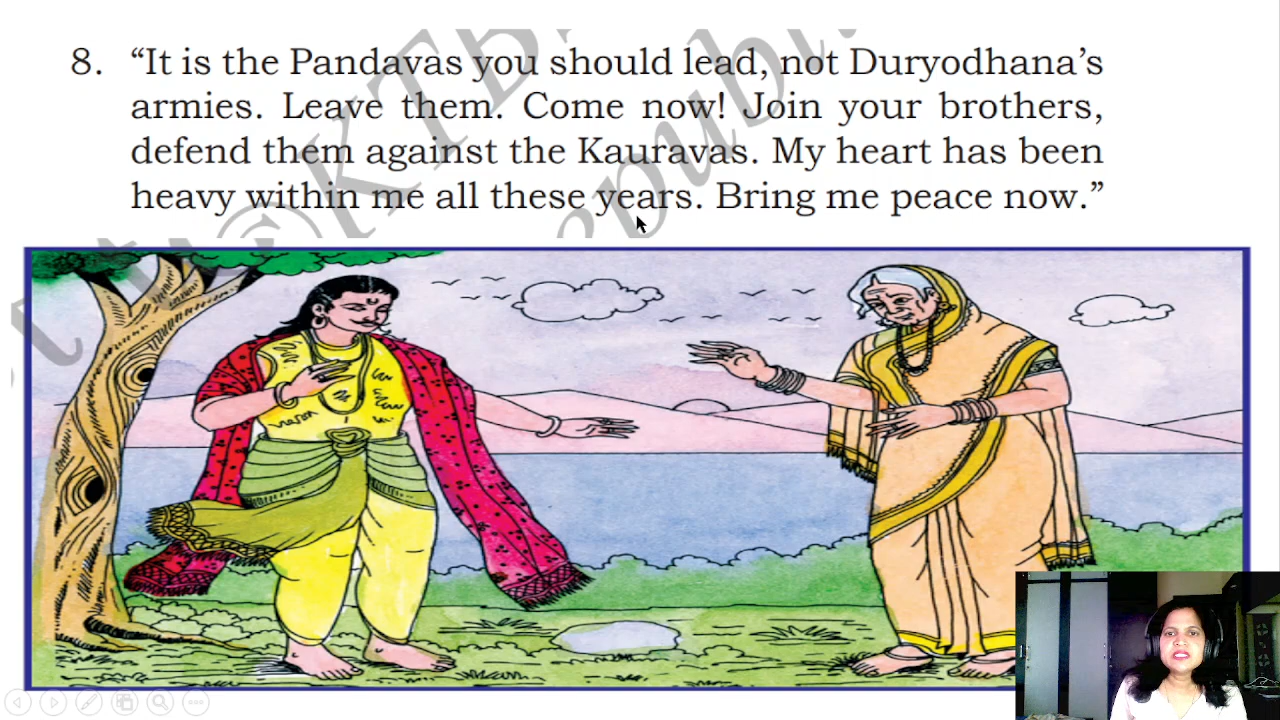 8. “It is the Pandavas you should lead, not Duryodhana’s
armies. Leave them. Come now! Join your brothers,
defend them against the Kauravas. My heart has been
heavy within me all these years. Bring me peace now.”